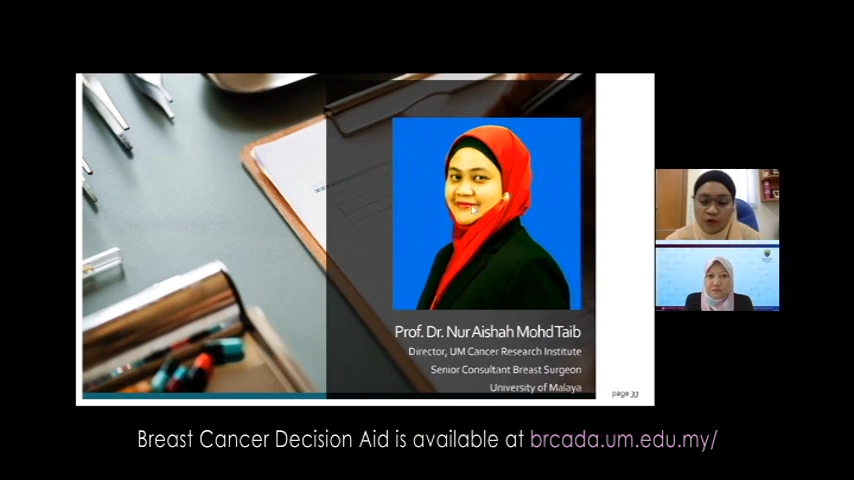 Prof. Dr. Nur Aishah Mohd Taib
Director, UM Cancer Research Institute
Senior Consultant Breast Surgeon
University of Malaya
page 33
Breast Cancer Decision Aid is available at brcada.um.edu.my/